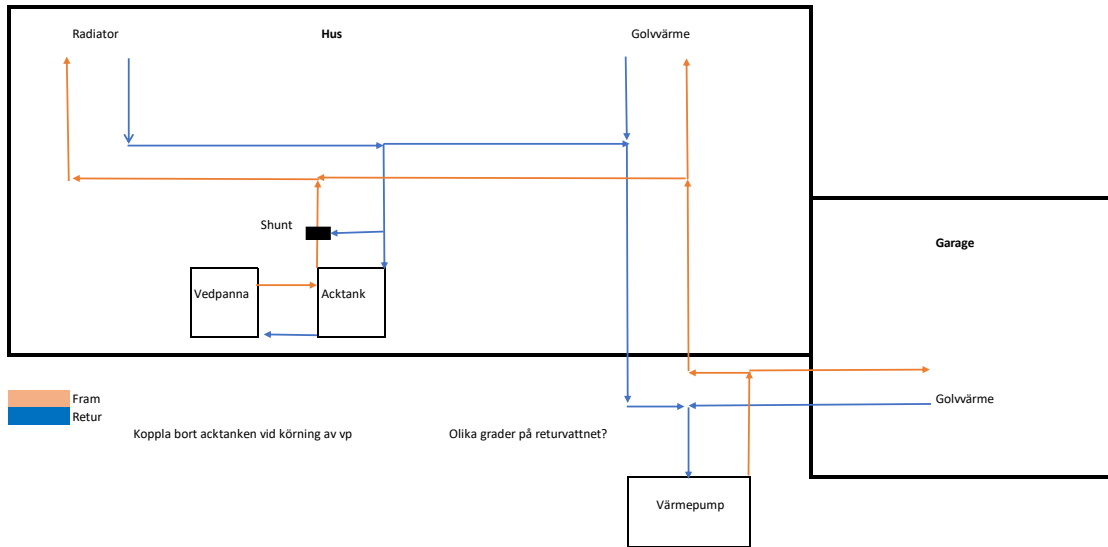 Radiator
Hus
Golvvärme
Shunt
Garage
Vedpanna
Acktank
Fram
Retur
Golvvärme
Koppla bort acktanken vid körning av vp
Olika grader på returvattnet?
Värmepump